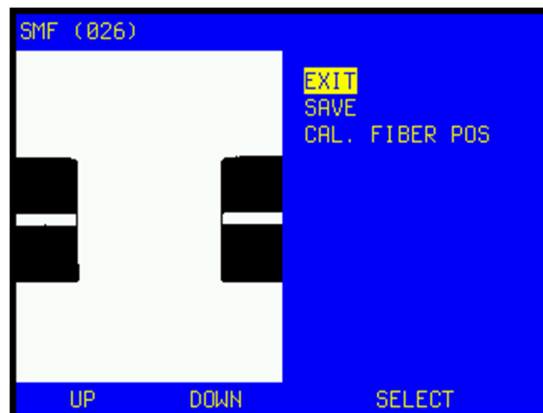 SMF (026)
EXIT
SAVE
CAL. FIBER POS
UP DOWN SELECT